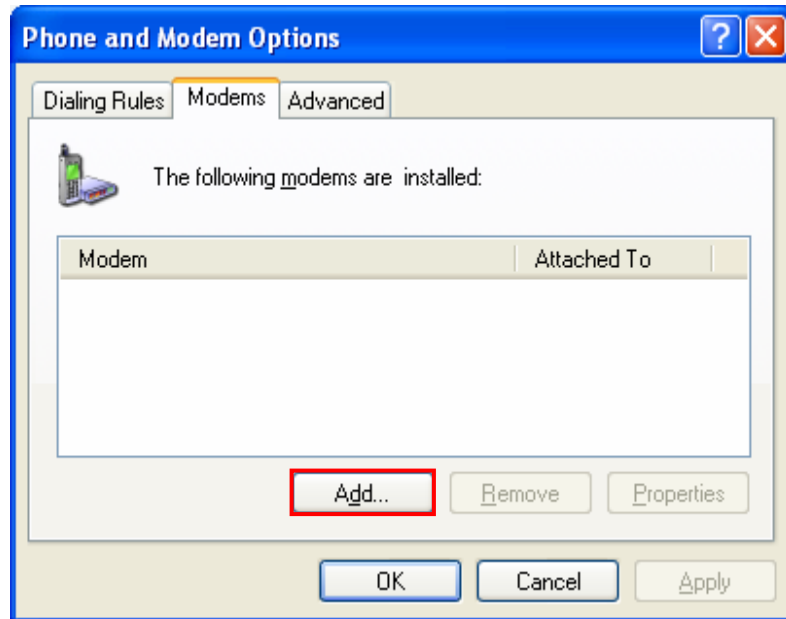 Phone and Modem Options
Dialing Rules Modems Advanced
The following modems are installed:
Modem Attached To
Add... Remove Properties
OK Cancel Apply